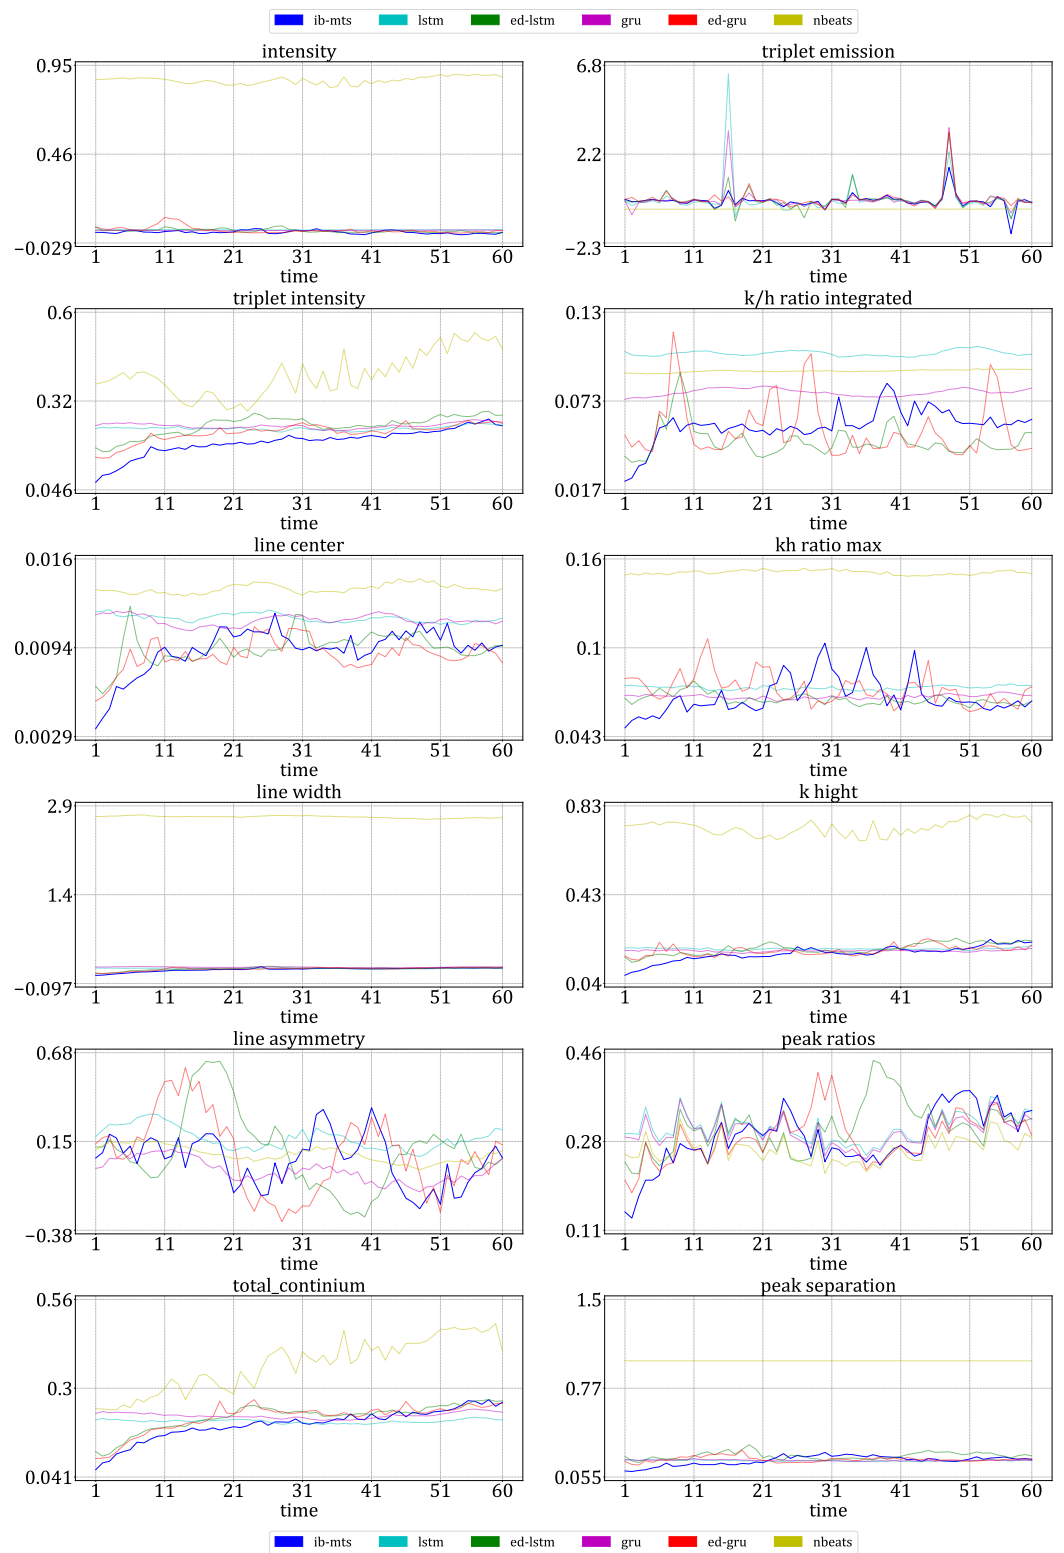 ib-mts lstm ed-lstm gru ed-gru nbeats
intensity
0.95
0.46
−0.029
1 11 21 31 41 51 60
time
triplet emission
6.8
2.2
−2.3
1 11 21 31 41 51 60
time
triplet intensity
0.6
0.32
0.046
1 11 21 31 41 51 60
time
k/h ratio integrated
0.13
0.073
0.017
1 11 21 31 41 51 60
time
line center
0.016
0.0094
0.0029
1 11 21 31 41 51 60
time
kh ratio max
0.16
0.1
0.043
1 11 21 31 41 51 60
time
line width
2.9
1.4
−0.097
1 11 21 31 41 51 60
time
k hight
0.83
0.43
0.04
1 11 21 31 41 51 60
time
line asymmetry
0.68
0.15
−0.38
1 11 21 31 41 51 60
time
peak ratios
0.46
0.28
0.11
1 11 21 31 41 51 60
time
total_continium
0.56
0.3
0.041
1 11 21 31 41 51 60
time
peak separation
1.5
0.77
0.055
1 11 21 31 41 51 60
time
ib-mts lstm ed-lstm gru ed-gru nbeats